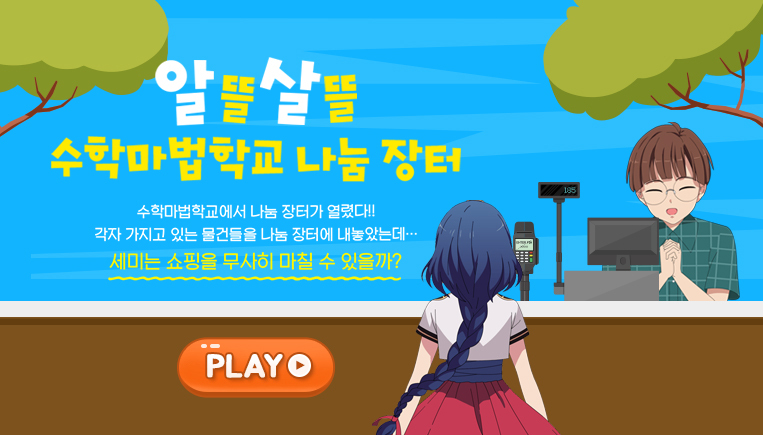 알뜰살뜰
수학마법학교 나눔 장터
수학마법학교에서 나눔 장터가 열렸다!!
각자 가지고 있는 물건들을 나눔 장터에 내놓았는데…
세미는 쇼핑을 무사히 마칠 수 있을까?
185
PLAY